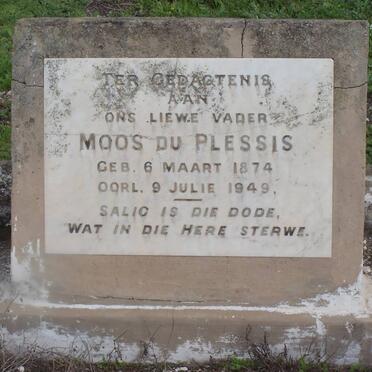 TER GEDAGTENIS
AAN
ONS LIEWE VADER
MOOS DU PLESSIS
GEB. 6 MAART 1874
OORL. 9 JULIE 1949.
SALIG IS DIE DODE,
WAT IN DIE HERE STERWE.